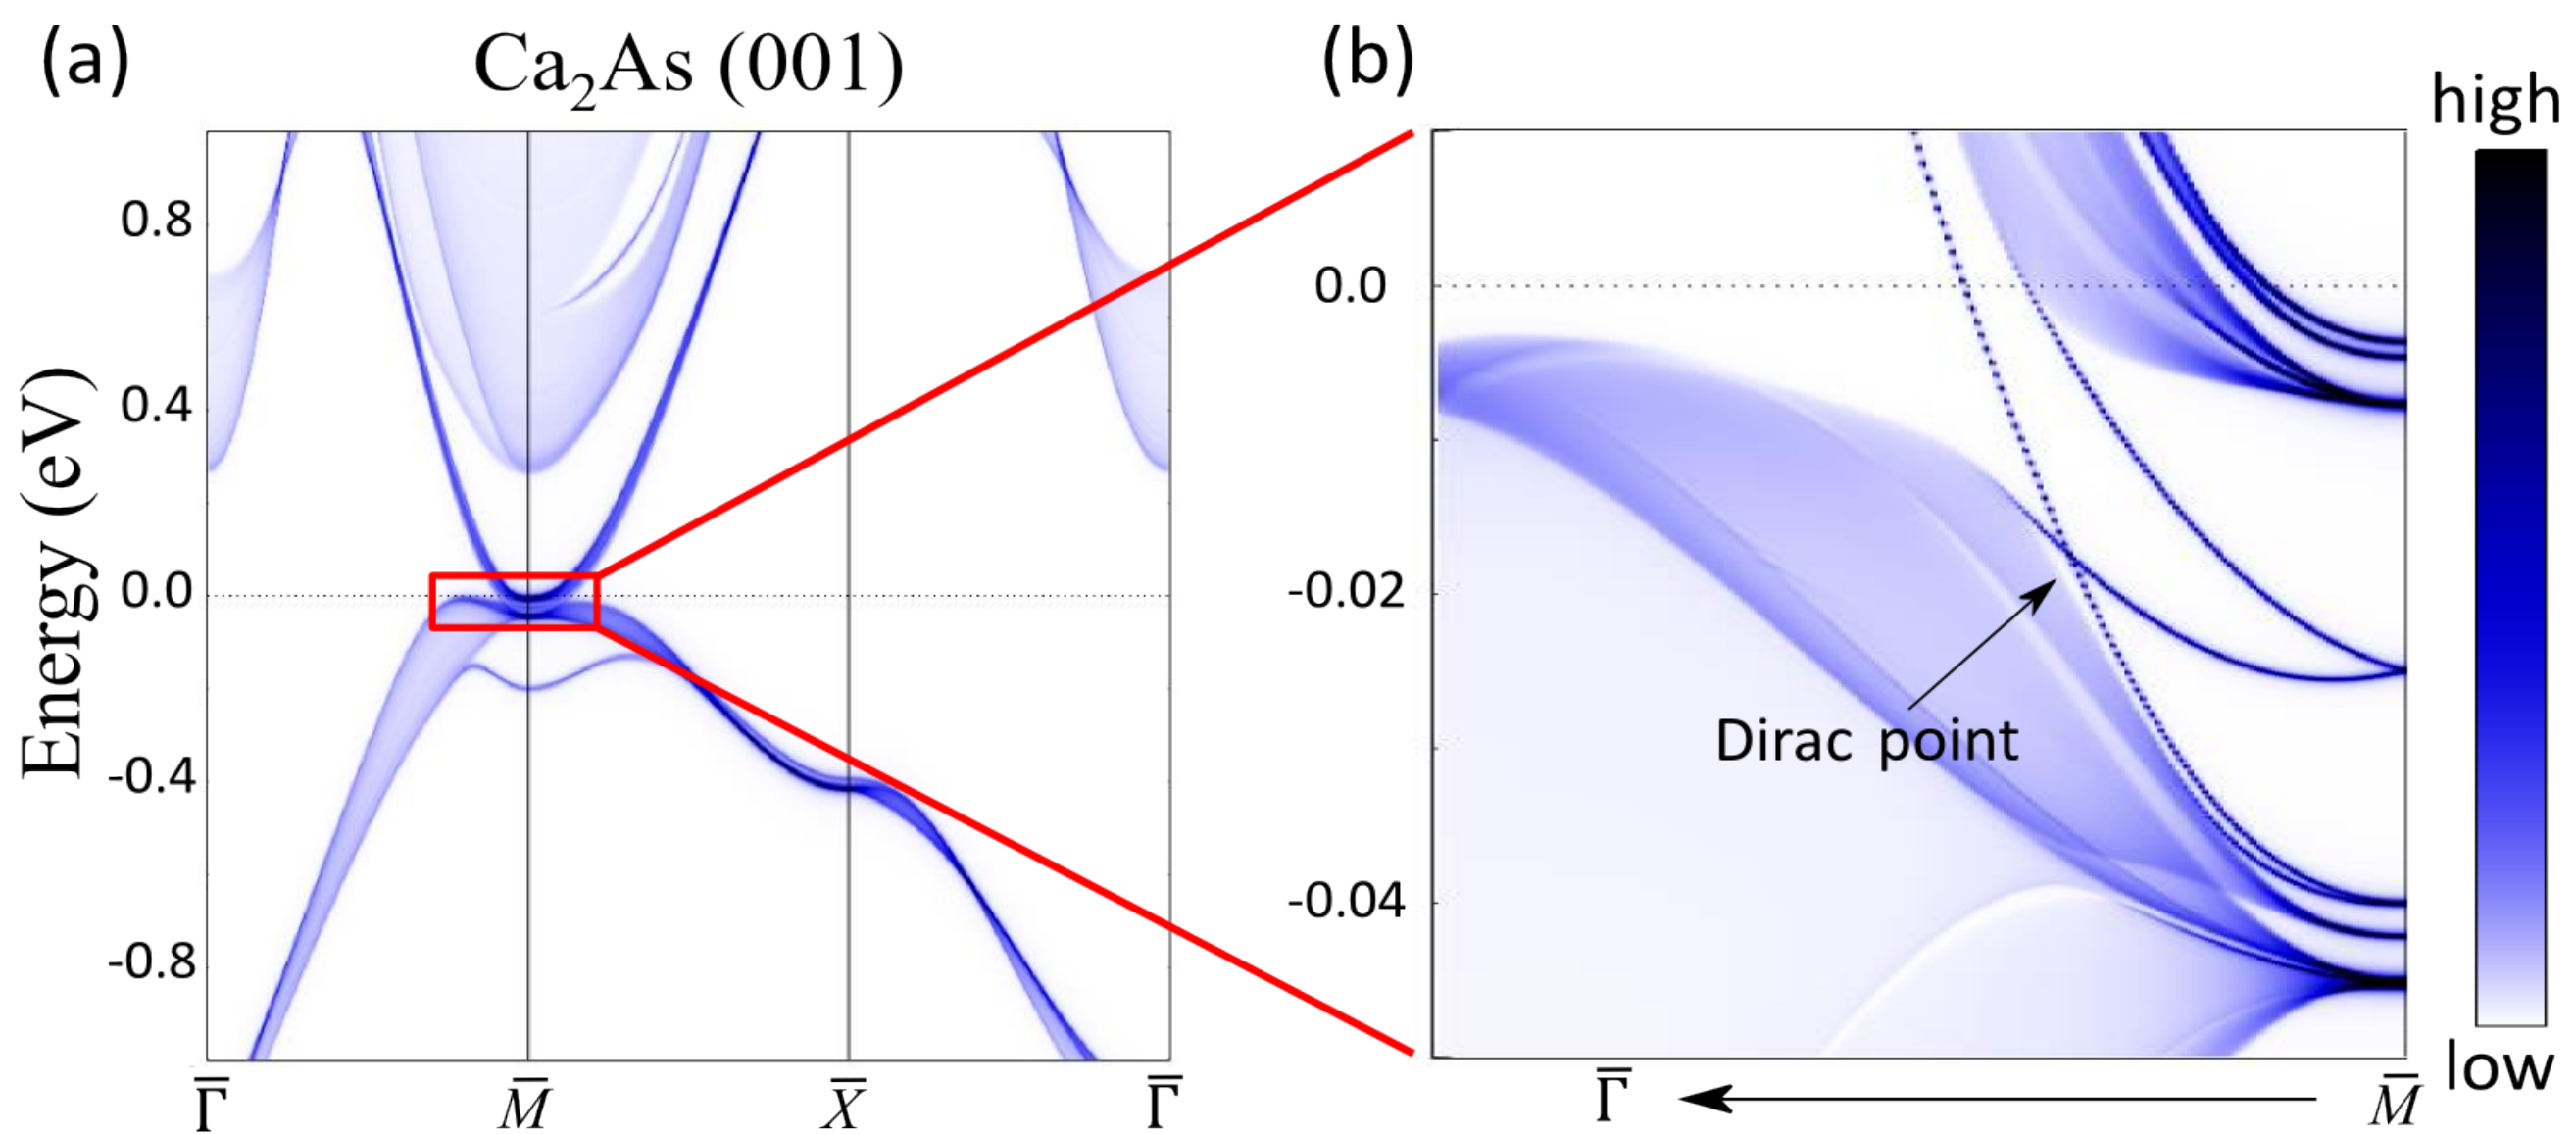 (a) Ca₂As (001) (b)
high
0.8
0.4
0.0
-0.4
-0.8
Energy (eV)
Γ̅ M̅ X̅ Γ̅
0.0
-0.02
-0.04
Dirac point
Γ̅ M̅
low